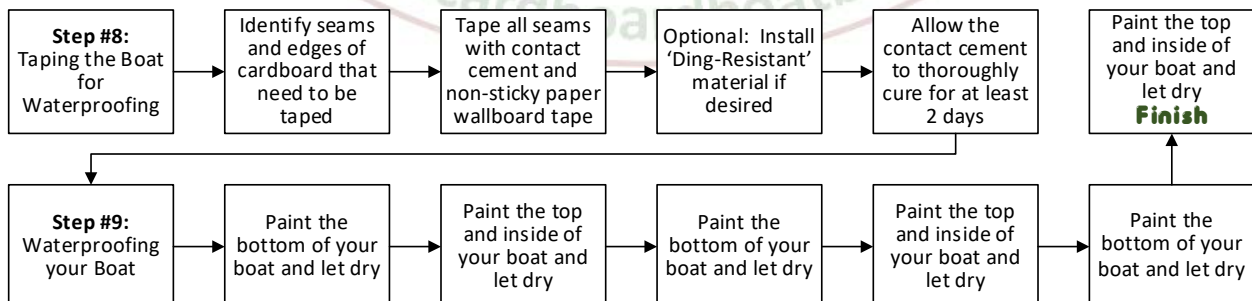 Step #8:
Taping the Boat
for
Waterproofing
Identify seams
and edges of
cardboard that
need to be
taped
Tape all seams
with contact
cement and
non-sticky paper
wallboard tape
Optional: Install
‘Ding-Resistant’
material if
desired
Allow the
contact cement
to thoroughly
cure for at least
2 days
Step #9:
Waterproofing
your Boat
Paint the
bottom of your
boat and let dry
Paint the top
and inside of
your boat and
let dry
Paint the
bottom of your
boat and let dry
Paint the top
and inside of
your boat and
let dry
Paint the
bottom of your
boat and let dry
Paint the top
and inside of
your boat and
let dry
Finish